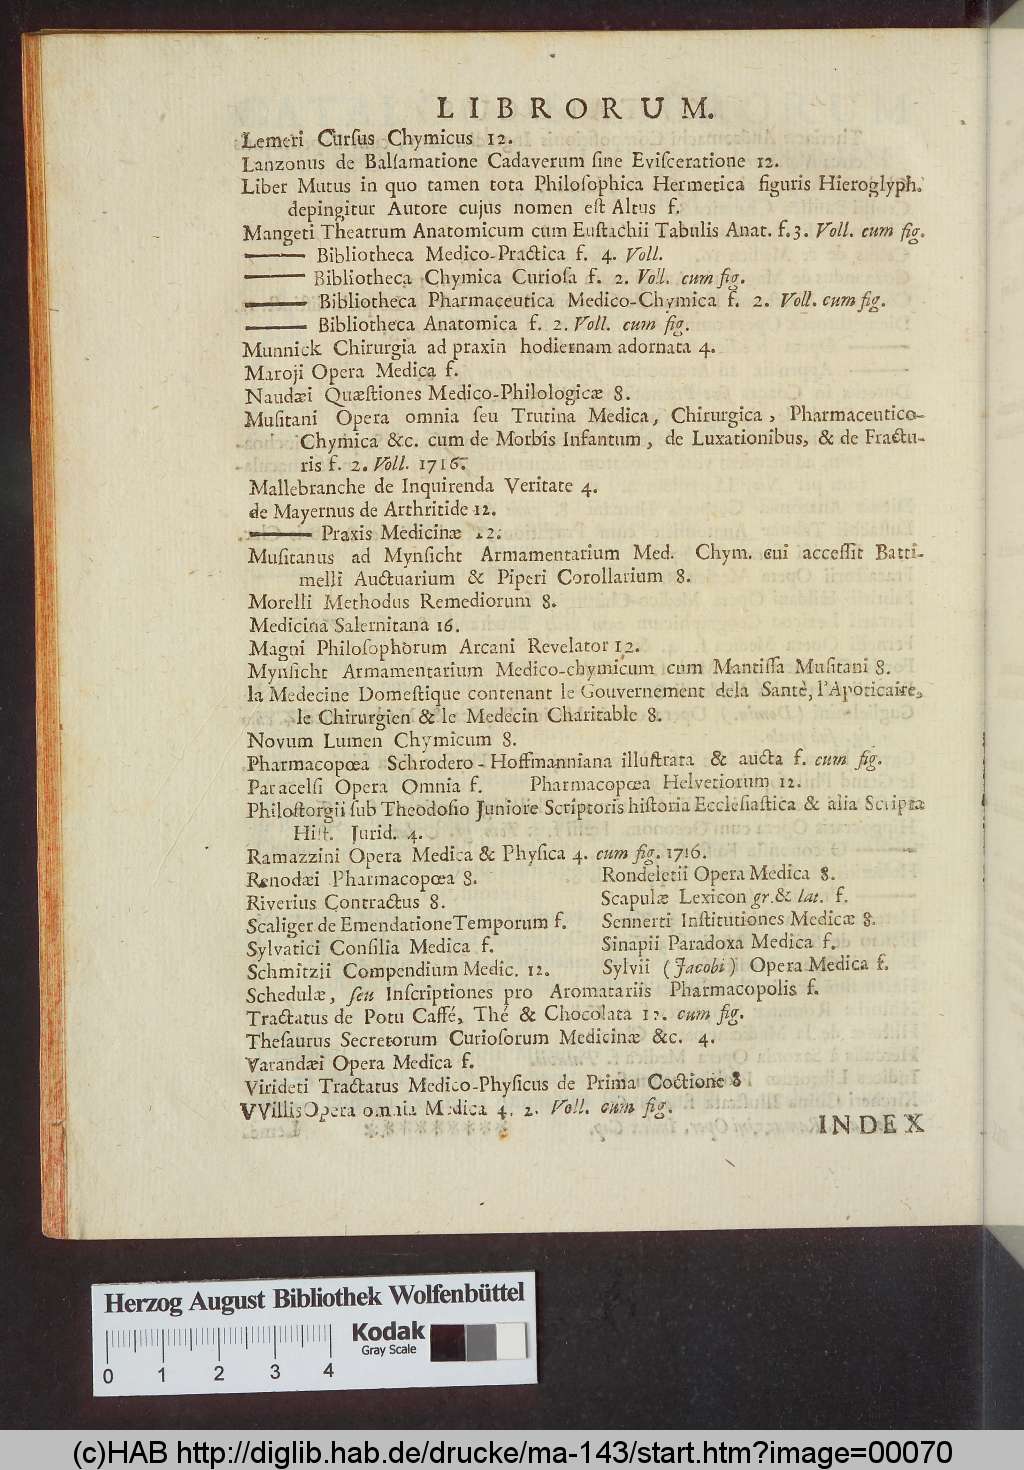 LIBRORUM.
Lemeri Curſus Chymicus 12.
Lanzonus de Balſamatione Cadaverum ſine Eviſceratione 12.
Liber Mutus in quo tamen tota Philoſophica Hermetica figuris Hieroglyph.
depingitur Autore cujus nomen eſt Altus f.
Mangeti Theatrum Anatomicum cum Euſtachii Tabulis Anat. f. 3. Voll. cum fig.
—— Bibliotheca Medico-Practica f. 4. Voll.
—— Bibliotheca Chymica Curioſa f. 2. Voll. cum fig.
—— Bibliotheca Pharmaceutica Medico-Chymica f. 2. Voll. cum fig.
—— Bibliotheca Anatomica f. 2. Voll. cum fig.
Munnick Chirurgia ad praxin hodiernam adornata 4.
Maroji Opera Medica f.
Naudæi Quæſtiones Medico-Philologicæ 8.
Muſitani Opera omnia ſeu Trutina Medica, Chirurgica, Pharmaceutico-
Chymica &c. cum de Morbis Infantum, de Luxationibus, & de Fractu-
ris f. 2. Voll. 1716.
Mallebranche de Inquirenda Veritate 4.
de Mayernus de Arthritide 12.
—— Praxis Medicinæ 12.
Muſitanus ad Mynſicht Armamentarium Med. Chym. cui acceſſit Batti-
melli Auctuarium & Piperi Corollarium 8.
Morelli Methodus Remediorum 8.
Medicina Salernitana 16.
Magni Philoſophorum Arcani Revelator 12.
Mynſicht Armamentarium Medico-chymicum cum Mantiſſa Muſitani 8.
la Medecine Domeſtique contenant le Gouvernement dela Santè, l'Apoticaire,
le Chirurgien & le Medecin Charitable 8.
Novum Lumen Chymicum 8.
Pharmacopœa Schrodero-Hoffmanniana illuſtrata & aucta f. cum fig.
Paracelſi Opera Omnia f. Pharmacopœa Helvetiorum 12.
Philoſtorgii ſub Theodoſio Juniore Scriptoris hiſtoria Eccleſiaſtica & alia Scripta
Hiſt. Jurid. 4.
Ramazzini Opera Medica & Phyſica 4. cum fig. 1716.
Renodæi Pharmacopœa 8. Rondeletii Opera Medica 8.
Riverius Contractus 8. Scapulæ Lexicon gr. & lat. f.
Scaliger de Emendatione Temporum f. Sennerti Inſtitutiones Medicæ 8.
Sylvatici Conſilia Medica f. Sinapii Paradoxa Medica f.
Schmitzii Compendium Medic. 12. Sylvii (Jacobi) Opera Medica f.
Schedulæ, ſeu Inſcriptiones pro Aromatariis Pharmacopolis f.
Tractatus de Potu Caffé, Thé & Chocolata 12. cum fig.
Theſaurus Secretorum Curioſorum Medicinæ &c. 4.
Varandæi Opera Medica f.
Virideti Tractatus Medico-Phyſicus de Prima Coctione 8
VVillis Opera omnia Medica 4. 2. Voll. cum fig.
INDEX
Herzog August Bibliothek Wolfenbüttel
Kodak
Gray Scale
0 1 2 3 4
(c)HAB http://diglib.hab.de/drucke/ma-143/start.htm?image=00070